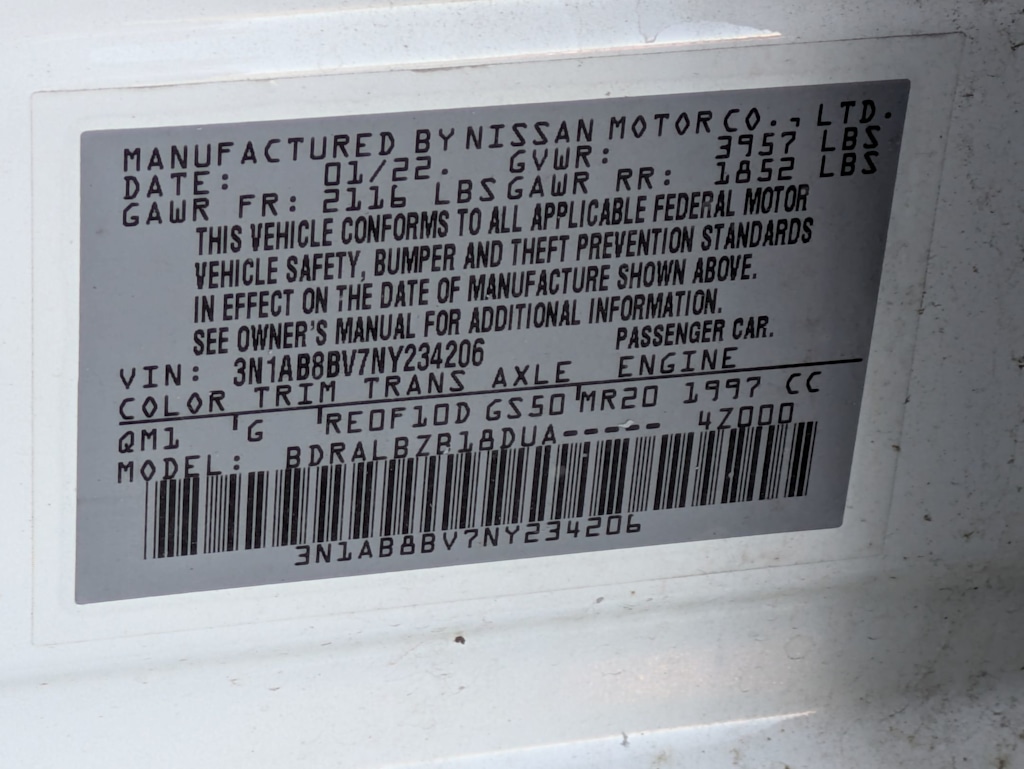 MANUFACTURED BY NISSAN MOTOR CO., LTD.
DATE: 01/22. GVWR: 3957 LBS
GAWR FR: 2116 LBS GAWR RR: 1852 LBS
THIS VEHICLE CONFORMS TO ALL APPLICABLE FEDERAL MOTOR
VEHICLE SAFETY, BUMPER AND THEFT PREVENTION STANDARDS
IN EFFECT ON THE DATE OF MANUFACTURE SHOWN ABOVE.
SEE OWNER'S MANUAL FOR ADDITIONAL INFORMATION.
VIN: 3N1AB8BV7NY234206 PASSENGER CAR.
COLOR TRIM TRANS AXLE ENGINE
QM1 G RE0F10D GS50 MR20 1997 CC
MODEL: BDRALBZB18DUA----- 4Z000
3N1AB8BV7NY234206